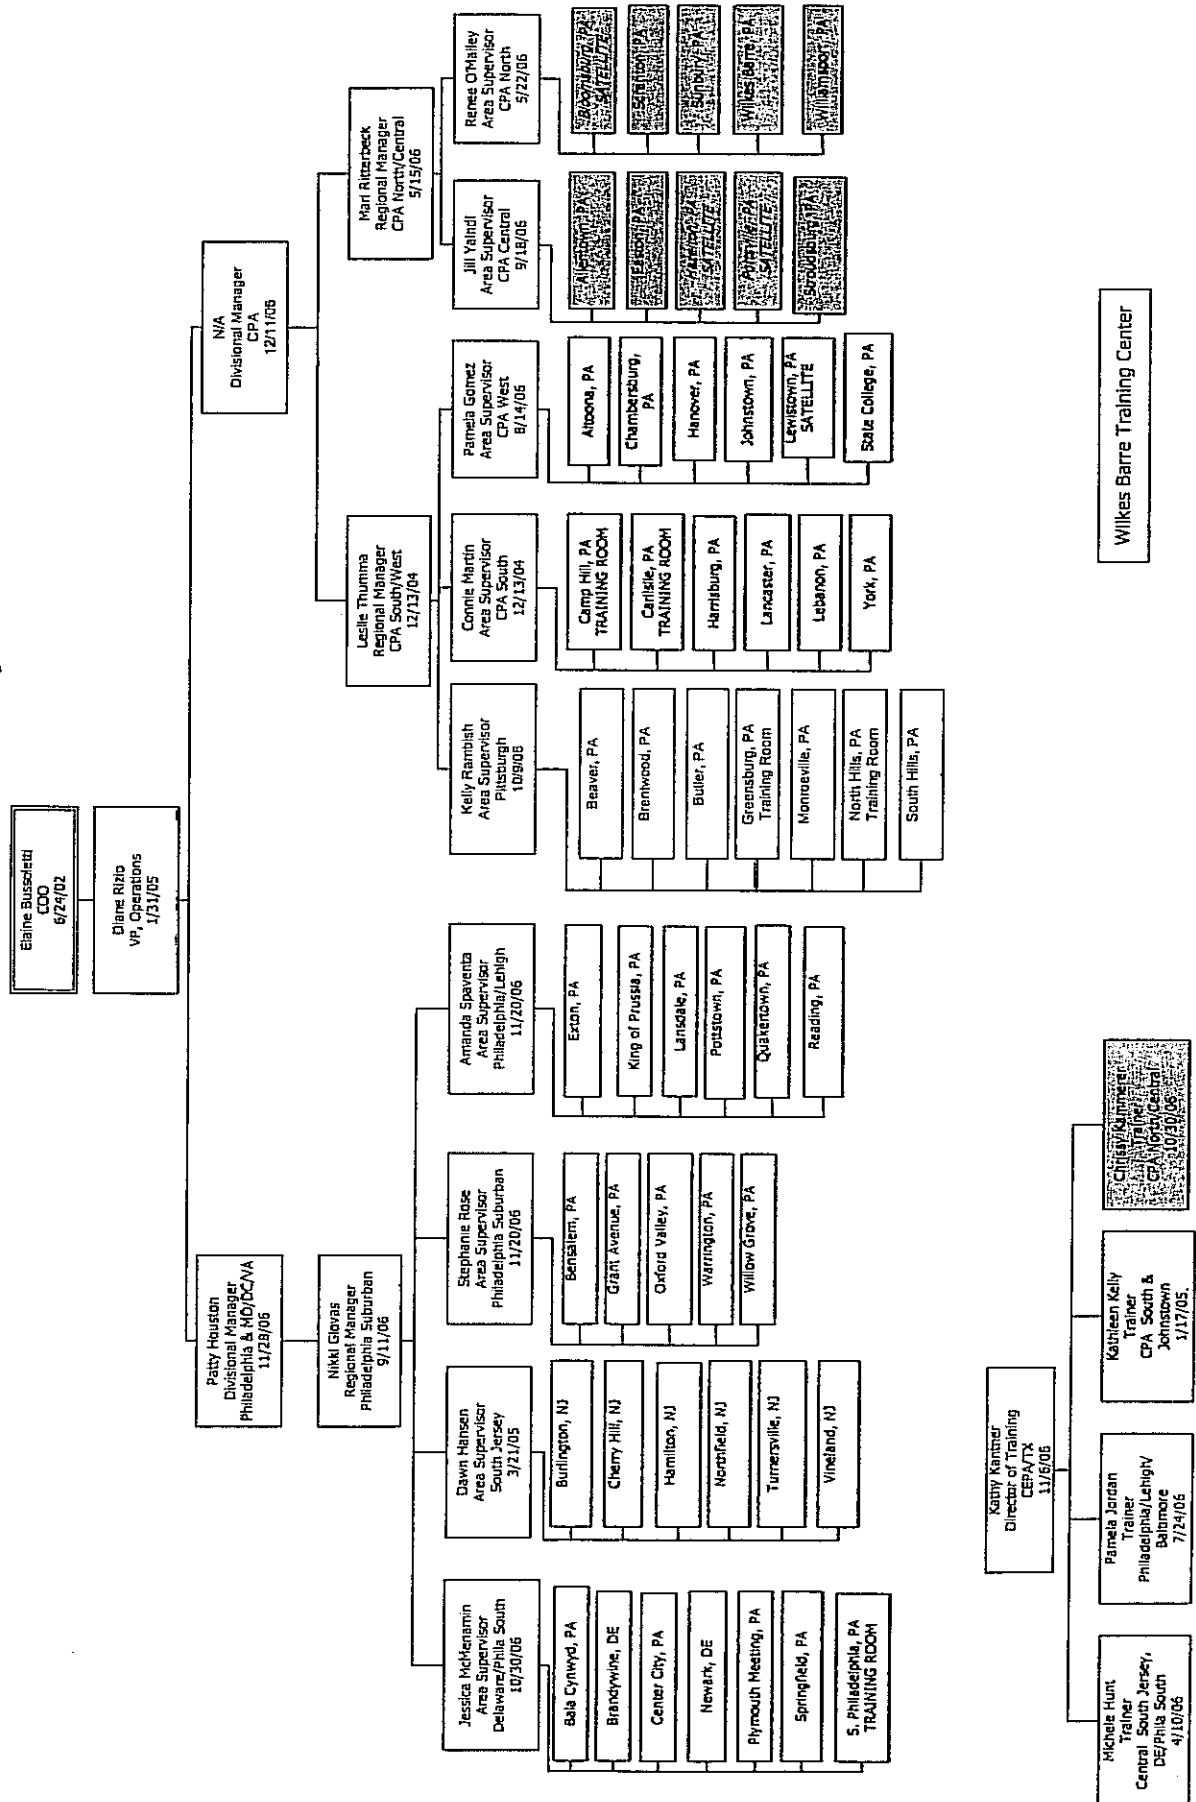 Elaine Bussoletti
COO
6/24/02
Diane Rizio
VP, Operations
1/31/05
Patty Houston
Divisional Manager
Philadelphia & MD/DC/VA
11/28/06
N/A
Divisional Manager
CPA
12/11/06
Nikki Giovas
Regional Manager
Philadelphia Suburban
9/11/06
Leslie Thumma
Regional Manager
CPA South/West
12/13/04
Mari Ritterbeck
Regional Manager
CPA North/Central
5/15/06
Jessica McMenamin
Area Supervisor
Delaware/Phila South
10/30/06
Dawn Hansen
Area Supervisor
South Jersey
3/21/05
Stephanie Rose
Area Supervisor
Philadelphia Suburban
11/20/06
Amanda Spaventa
Area Supervisor
Philadelphia/Lehigh
11/20/06
Kelly Rambish
Area Supervisor
Pittsburgh
10/9/06
Connie Martin
Area Supervisor
CPA South
12/13/04
Pamela Gomez
Area Supervisor
CPA West
8/14/06
Jill Yaindl
Area Supervisor
CPA Central
9/18/06
Renee O'Malley
Area Supervisor
CPA North
5/22/06
Bala Cynwyd, PA
Brandywine, DE
Center City, PA
Newark, DE
Plymouth Meeting, PA
Springfield, PA
S. Philadelphia, PA
TRAINING ROOM
Burlington, NJ
Cherry Hill, NJ
Hamilton, NJ
Northfield, NJ
Turnersville, NJ
Vineland, NJ
Bensalem, PA
Grant Avenue, PA
Oxford Valley, PA
Warrington, PA
Willow Grove, PA
Exton, PA
King of Prussia, PA
Lansdale, PA
Pottstown, PA
Quakertown, PA
Reading, PA
Beaver, PA
Brentwood, PA
Butler, PA
Greensburg, PA
Training Room
Monroeville, PA
North Hills, PA
Training Room
South Hills, PA
Camp Hill, PA
TRAINING ROOM
Carlisle, PA
TRAINING ROOM
Harrisburg, PA
Lancaster, PA
Lebanon, PA
York, PA
Altoona, PA
Chambersburg,
PA
Hanover, PA
Johnstown, PA
Lewistown, PA
SATELLITE
State College, PA
Allentown, PA
Easton, PA
Hazleton, PA
SATELLITE
Pottsville, PA
SATELLITE
Stroudsburg, PA
Bloomsburg, PA
SATELLITE
Scranton, PA
Sunbury, PA
Wilkes Barre, PA
Williamsport, PA
Kathy Kantner
Director of Training
CEPA/TX
11/6/06
Michele Hunt
Trainer
Central South Jersey,
DE/Phila South
4/10/06
Pamela Jordan
Trainer
Philadelphia/Lehigh/
Baltimore
7/24/06
Kathleen Kelly
Trainer
CPA South &
Johnstown
1/17/05
Chrissy Kammerer
Trainer
CPA North/Central
10/30/06
Wilkes Barre Training Center